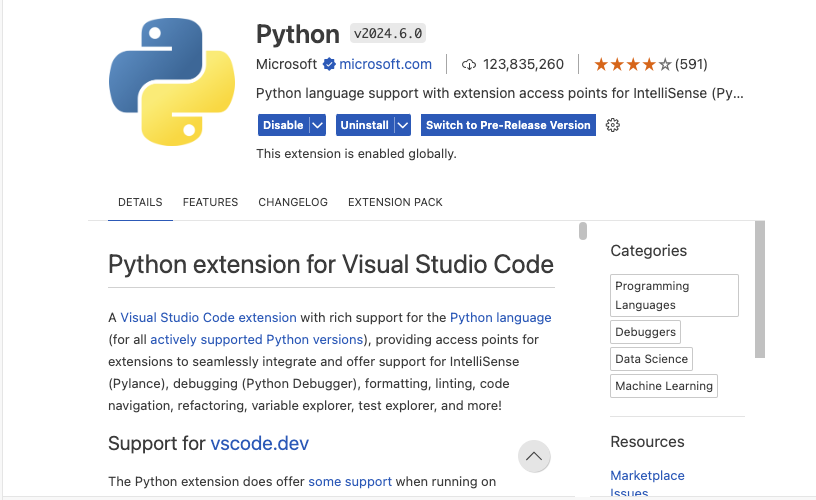 Python v2024.6.0
Microsoft microsoft.com 123,835,260 (591)
Python language support with extension access points for IntelliSense (Py...
Disable Uninstall Switch to Pre-Release Version
This extension is enabled globally.
DETAILS FEATURES CHANGELOG EXTENSION PACK
Python extension for Visual Studio Code
A Visual Studio Code extension with rich support for the Python language
(for all actively supported Python versions), providing access points for
extensions to seamlessly integrate and offer support for IntelliSense
(Pylance), debugging (Python Debugger), formatting, linting, code
navigation, refactoring, variable explorer, test explorer, and more!
Support for vscode.dev
The Python extension does offer some support when running on
Categories
Programming
Languages
Debuggers
Data Science
Machine Learning
Resources
Marketplace
Issues